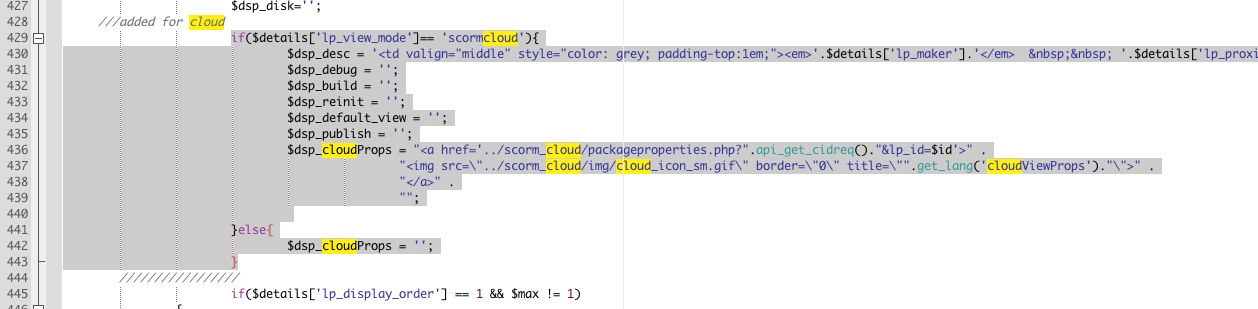 427 $dsp_disk='';
428 ///added for cloud
429 if($details['lp_view_mode']== 'scormcloud'){
430 $dsp_desc = '<td valign="middle" style="color: grey; padding-top:1em;"><em>'.$details['lp_maker'].'</em>  &nbsp;&nbsp; '.$details['lp_proxi
431 $dsp_debug = '';
432 $dsp_build = '';
433 $dsp_reinit = '';
434 $dsp_default_view = '';
435 $dsp_publish = '';
436 $dsp_cloudProps = "<a href='../scorm_cloud/packageproperties.php?".api_get_cidreq()."&lp_id=$id'>" .
437 "<img src=\"../scorm_cloud/img/cloud_icon_sm.gif\" border=\"0\" title=\"".get_lang('cloudViewProps')."\">" .
438 "</a>" .
439 "";
440
441 }else{
442 $dsp_cloudProps = '';
443 }
444 //////////////////
445 if($details['lp_display_order'] == 1 && $max != 1)